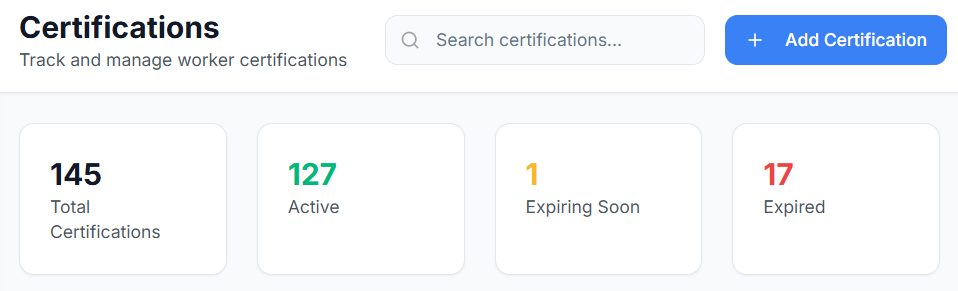 Certifications
Track and manage worker certifications
Search certifications...
Add Certification
145
Total
Certifications
127
Active
1
Expiring Soon
17
Expired